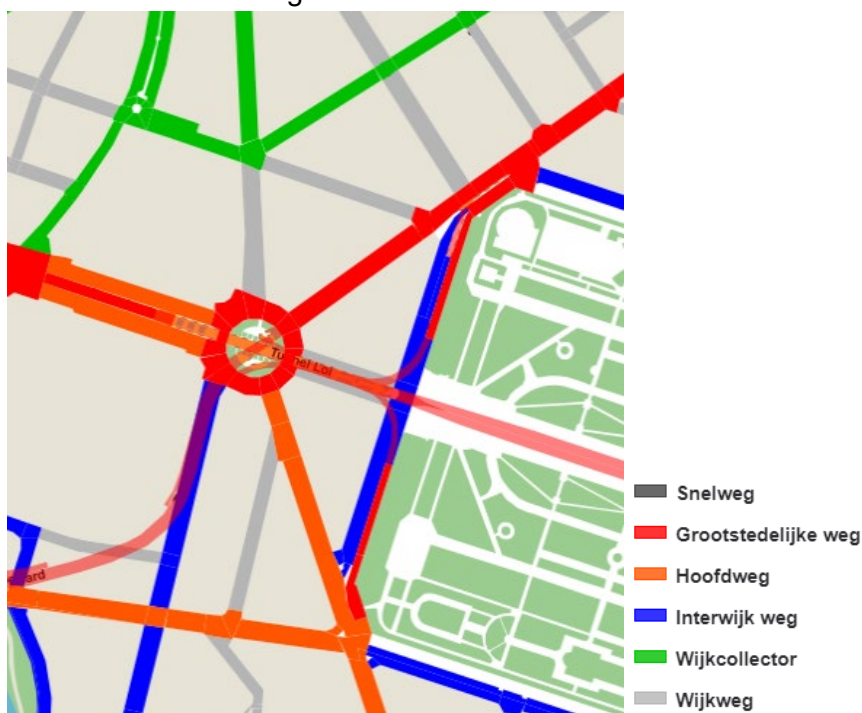 Tunnel Loi
Snelweg
Grootstedelijke weg
Hoofdweg
Interwijk weg
Wijkcollector
Wijkweg